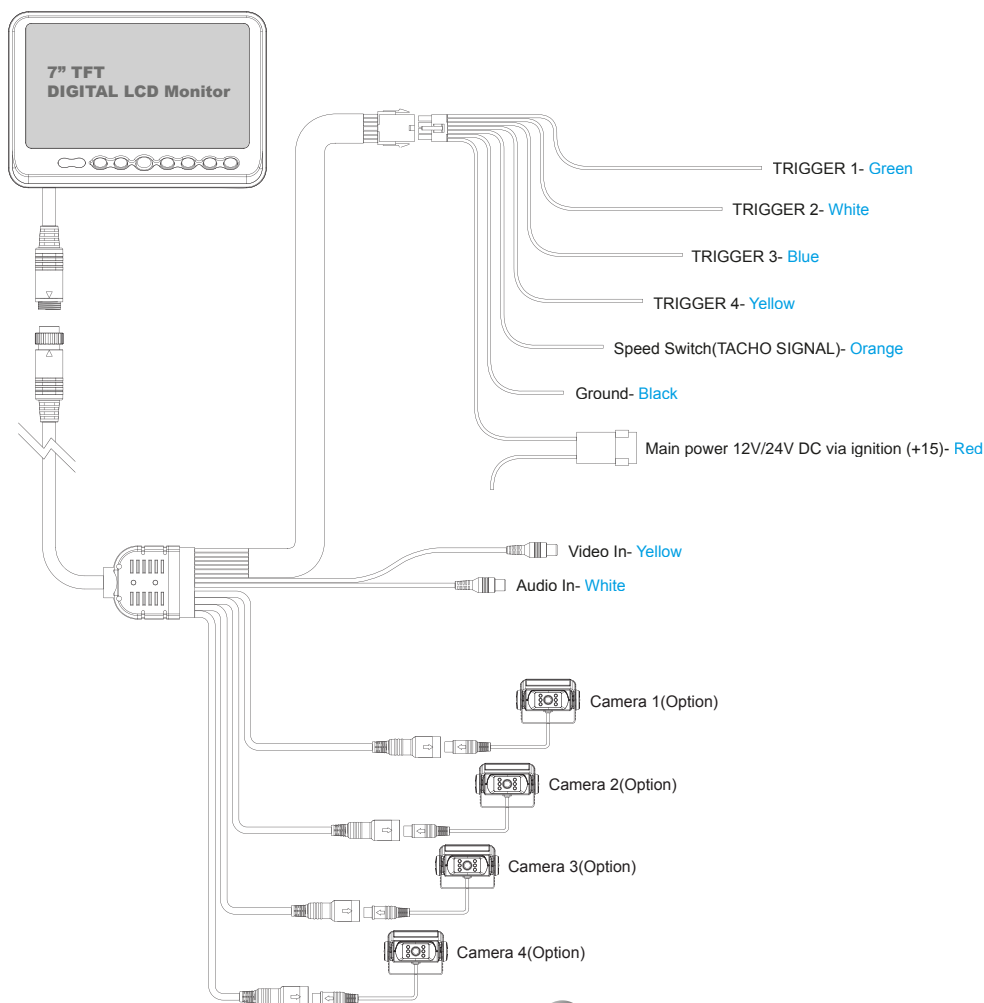 7” TFT
DIGITAL LCD Monitor
TRIGGER 1- Green
TRIGGER 2- White
TRIGGER 3- Blue
TRIGGER 4- Yellow
Speed Switch(TACHO SIGNAL)- Orange
Ground- Black
Main power 12V/24V DC via ignition (+15)- Red
Video In- Yellow
Audio In- White
Camera 1(Option)
Camera 2(Option)
Camera 3(Option)
Camera 4(Option)